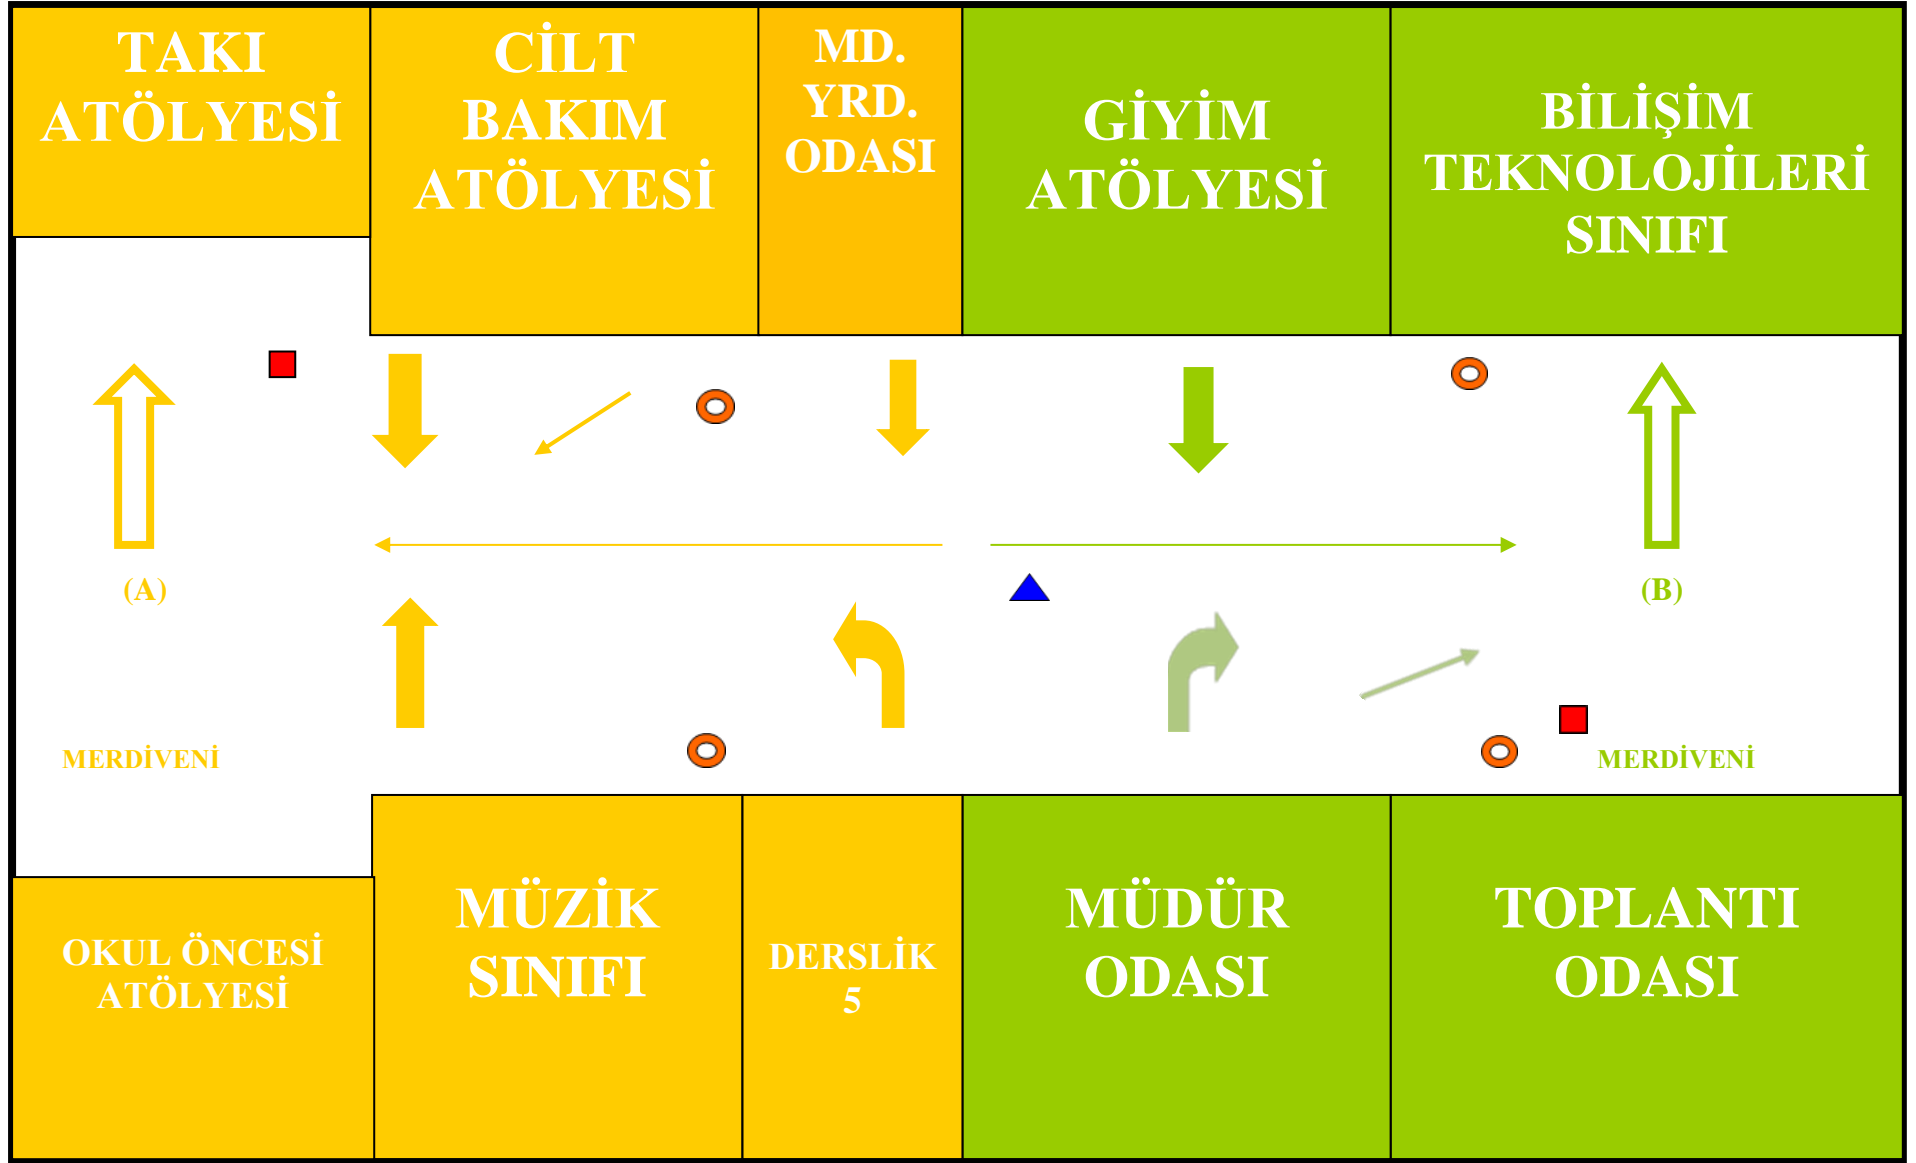 TAKI
ATÖLYESİ
CİLT
BAKIM
ATÖLYESİ
MD.
YRD.
ODASI
GİYİM
ATÖLYESİ
BİLİŞİM
TEKNOLOJİLERİ
SINIFI
(A)
(B)
MERDİVENİ
MERDİVENİ
OKUL ÖNCESİ
ATÖLYESİ
MÜZİK
SINIFI
DERSLİK
5
MÜDÜR
ODASI
TOPLANTI
ODASI